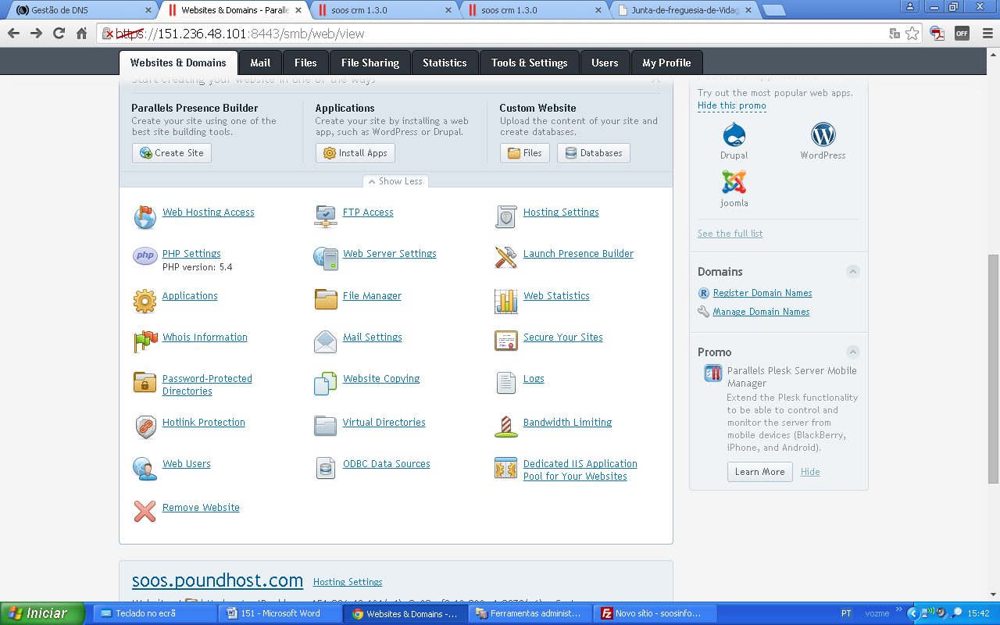 Gestão de DNS
Websites & Domains - Paralle
soos crm 1.3.0
soos crm 1.3.0
Junta-de-freguesia-de-Vidag
https://151.236.48.101:8443/smb/web/view
OFF
Websites & Domains
Mail
Files
File Sharing
Statistics
Tools & Settings
Users
My Profile
Start creating your website in one of the ways
Parallels Presence Builder
Create your site using one of the
best site building tools.
Create Site
Applications
Create your site by installing a web
app, such as WordPress or Drupal.
Install Apps
Custom Website
Upload the content of your site and
create databases.
Files
Databases
Show Less
Web Hosting Access
FTP Access
Hosting Settings
php
PHP Settings
PHP version: 5.4
Web Server Settings
Launch Presence Builder
Applications
File Manager
Web Statistics
Whois Information
Mail Settings
Secure Your Sites
Password-Protected
Directories
Website Copying
Logs
Hotlink Protection
Virtual Directories
Bandwidth Limiting
Web Users
ODBC Data Sources
Dedicated IIS Application
Pool for Your Websites
Remove Website
soos.poundhost.com
Hosting Settings
Try out the most popular web apps.
Hide this promo
Drupal
WordPress
joomla
See the full list
Domains
R
Register Domain Names
Manage Domain Names
Promo
Parallels Plesk Server Mobile
Manager
Extend the Plesk functionality
to be able to control and
monitor the server from
mobile devices (BlackBerry,
iPhone, and Android).
Learn More
Hide
Iniciar
Teclado no ecrã
151 - Microsoft Word
Websites & Domains -...
Ferramentas administ...
Novo sítio - soosinfo...
PT
vozme
15:42